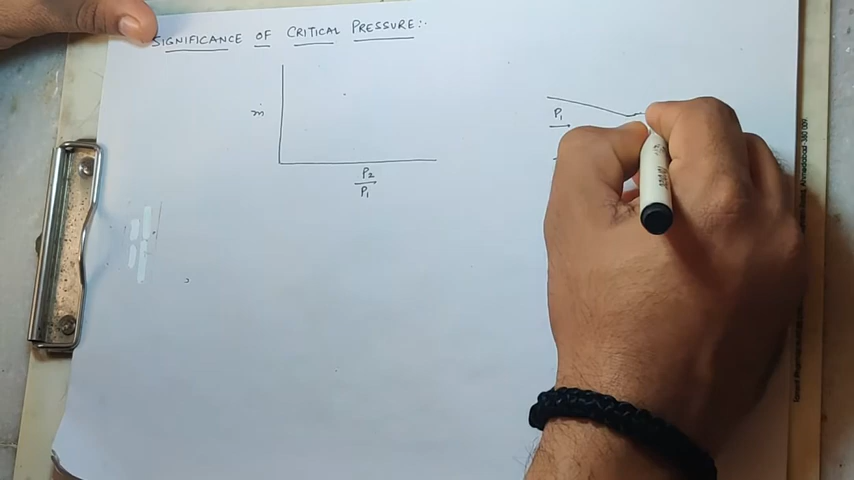 SIGNIFICANCE OF CRITICAL PRESSURE:-
ṁ
P₁
P₂
P₁